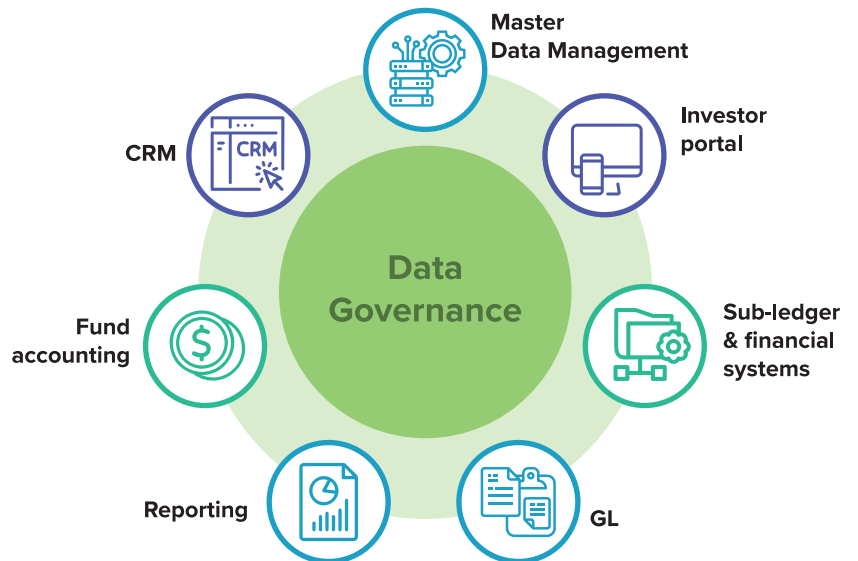 Master
Data Management
Investor
portal
CRM
CRM
Data
Governance
Sub-ledger
& financial
systems
Fund
accounting
$
Reporting
GL